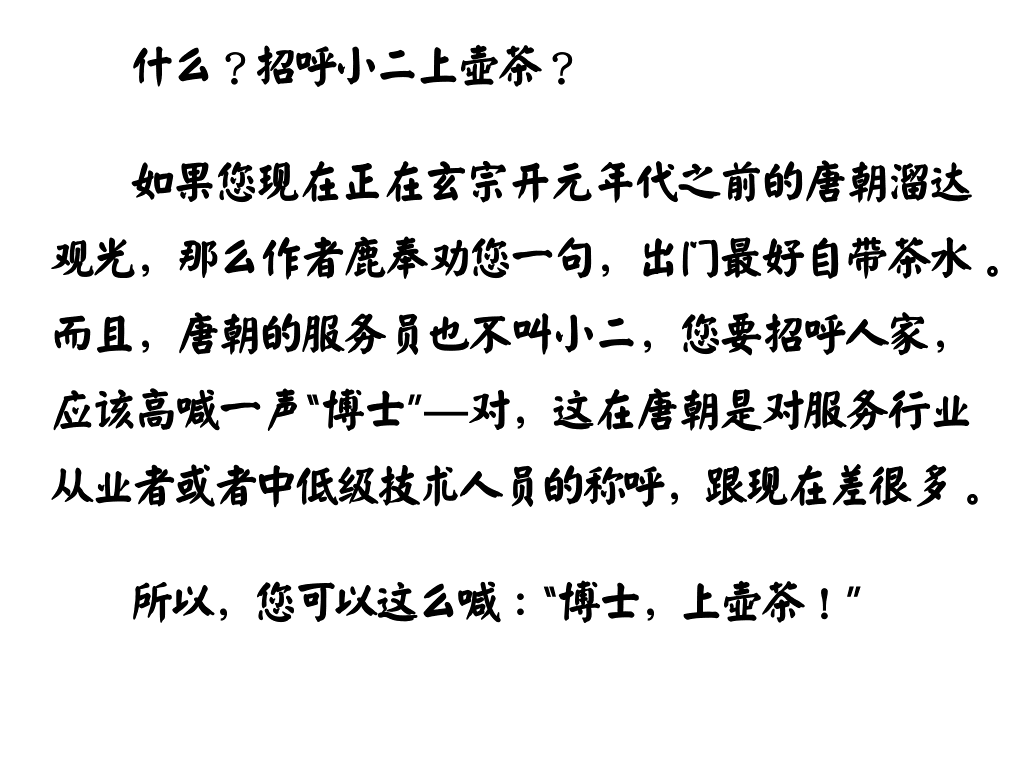 什么？招呼小二上壶茶？
如果您现在正在玄宗开元年代之前的唐朝溜达
观光，那么作者鹿奉劝您一句，出门最好自带茶水。
而且，唐朝的服务员也不叫小二，您要招呼人家，
应该高喊一声“博士”—对，这在唐朝是对服务行业
从业者或者中低级技术人员的称呼，跟现在差很多。
所以，您可以这么喊：“博士，上壶茶！”